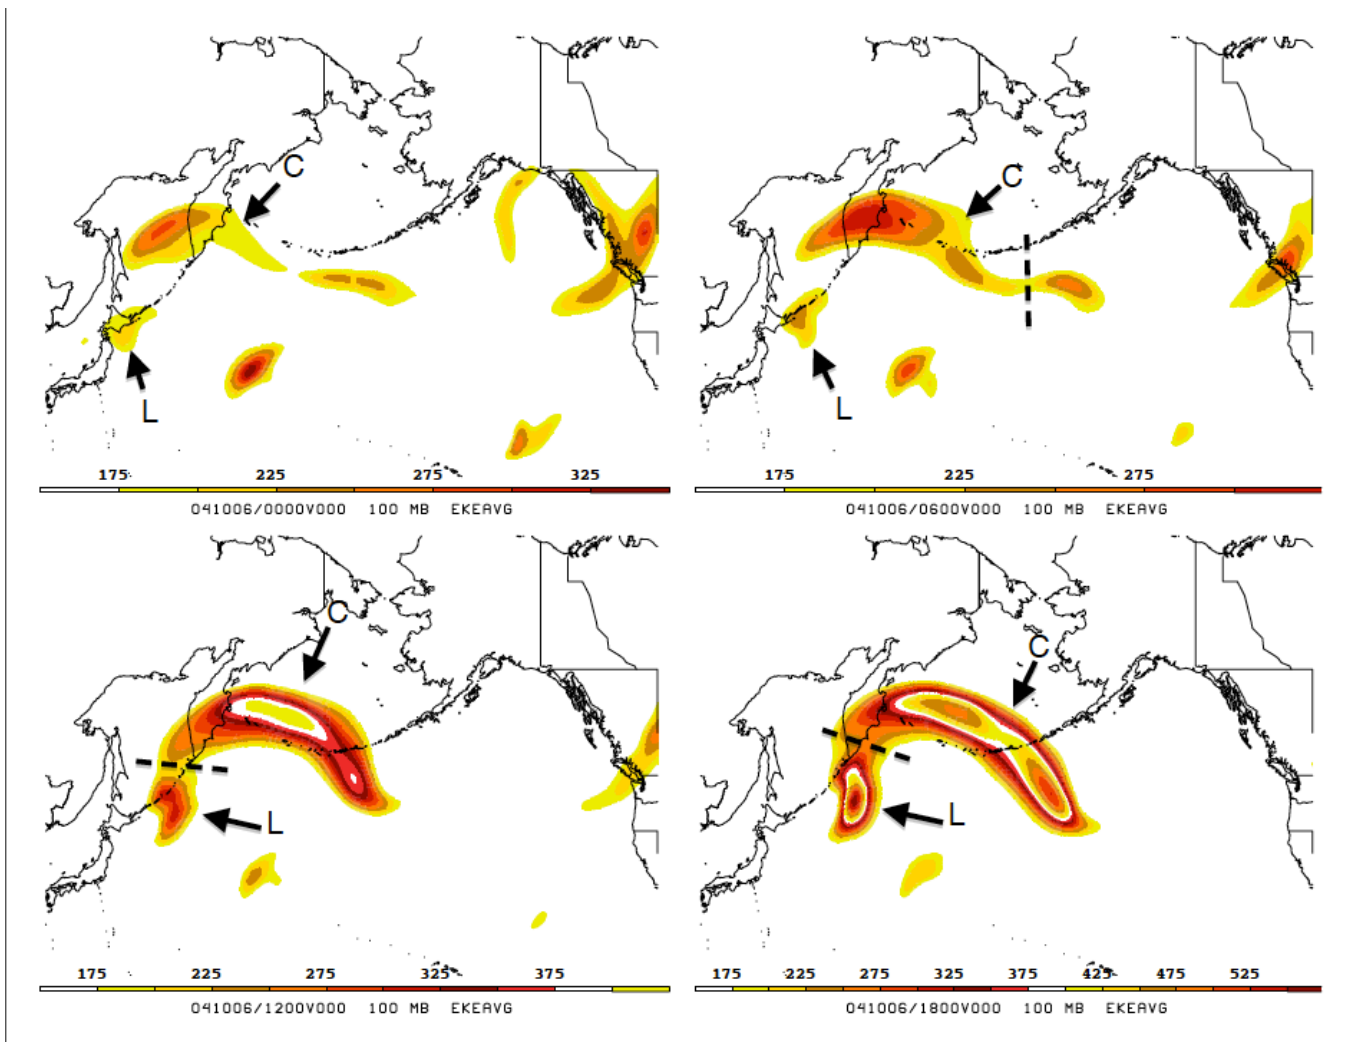 C
L
175 225 275 325
041006/0000V000 100 MB EKEAVG
C
L
175 225 275
041006/0600V000 100 MB EKEAVG
C
L
175 225 275 325 375
041006/1200V000 100 MB EKEAVG
C
L
175 225 275 325 375 425 475 525
041006/1800V000 100 MB EKEAVG